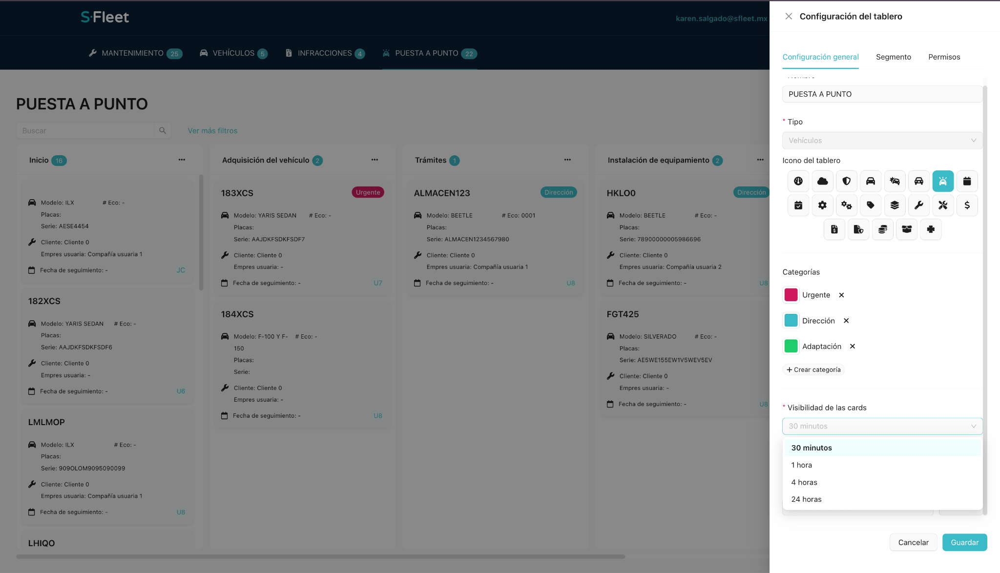 S·Fleet
karen.salgado@sfleet.mx
MANTENIMIENTO 25
VEHÍCULOS 5
INFRACCIONES 4
PUESTA A PUNTO 22
PUESTA A PUNTO
Buscar
Ver más filtros
Inicio 16
Modelo: ILX # Eco: -
Placas:
Serie: AESE4454
Cliente: Cliente 0
Empres usuaria: Compañía usuaria 1
Fecha de seguimiento: - JC
182XCS
Modelo: YARIS SEDAN # Eco: -
Placas:
Serie: AAJDKFSDKFSDF6
Cliente: Cliente 0
Empres usuaria: -
Fecha de seguimiento: - U6
LMLMOP
Modelo: ILX # Eco: -
Placas:
Serie: 909OLOM9095090099
Cliente: Cliente 0
Empres usuaria: Compañía usuaria 1
Fecha de seguimiento: - U8
LHIQO
Adquisición del vehículo 2
183XCS Urgente
Modelo: YARIS SEDAN # Eco: -
Placas:
Serie: AAJDKFSDKFSDF7
Cliente: Cliente 0
Empres usuaria: -
Fecha de seguimiento: - U7
184XCS
Modelo: F-100 Y F- # Eco: -
150
Placas:
Serie:
Cliente: Cliente 0
Empres usuaria: -
Fecha de seguimiento: - U8
Trámites 1
ALMACEN123 Dirección
Modelo: BEETLE # Eco: 0001
Placas:
Serie: ALMACEN1234567980
Cliente: Cliente 0
Empres usuaria: Compañía usuaria 1
Fecha de seguimiento: - U8
Instalación de equipamiento 2
HKLO0 Dirección
Modelo: BEETLE # Eco: -
Placas:
Serie: 78900000005986696
Cliente: Cliente 0
Empres usuaria: Compañía usuaria 2
Fecha de seguimiento: - U8
FGT425
Modelo: SILVERADO # Eco: -
Placas:
Serie: AE5WE155EW1V5WEV5EV
Cliente: Cliente 0
Empres usuaria: -
Fecha de seguimiento: - U8
Configuración del tablero
Configuración general Segmento Permisos
PUESTA A PUNTO
* Tipo
Vehículos
Icono del tablero
Categorías
Urgente
Dirección
Adaptación
+ Crear categoría
* Visibilidad de las cards
30 minutos
30 minutos
1 hora
4 horas
24 horas
Cancelar Guardar